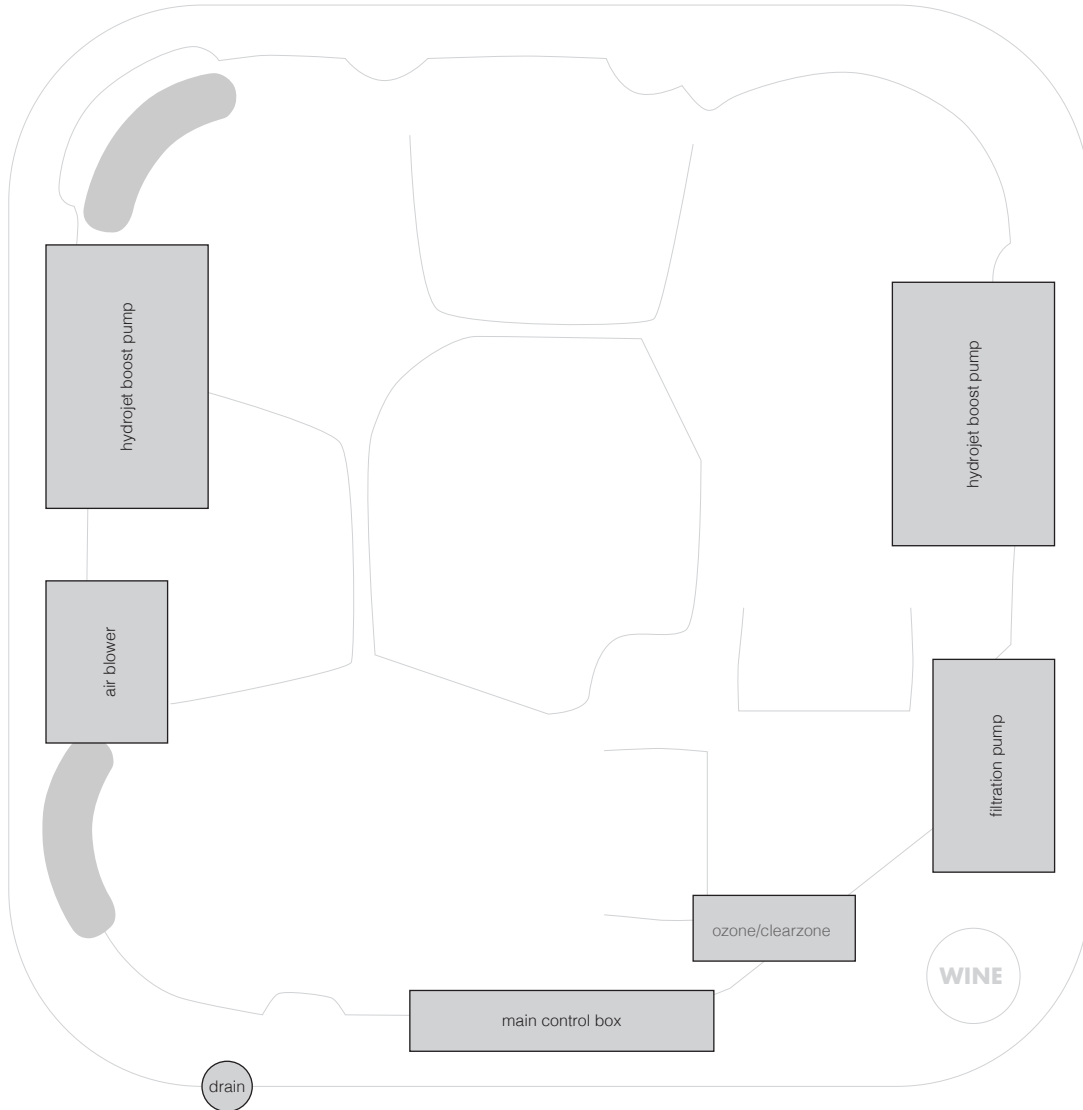 hydrojet boost pump
hydrojet boost pump
air blower
filtration pump
ozone/clearzone
WINE
main control box
drain